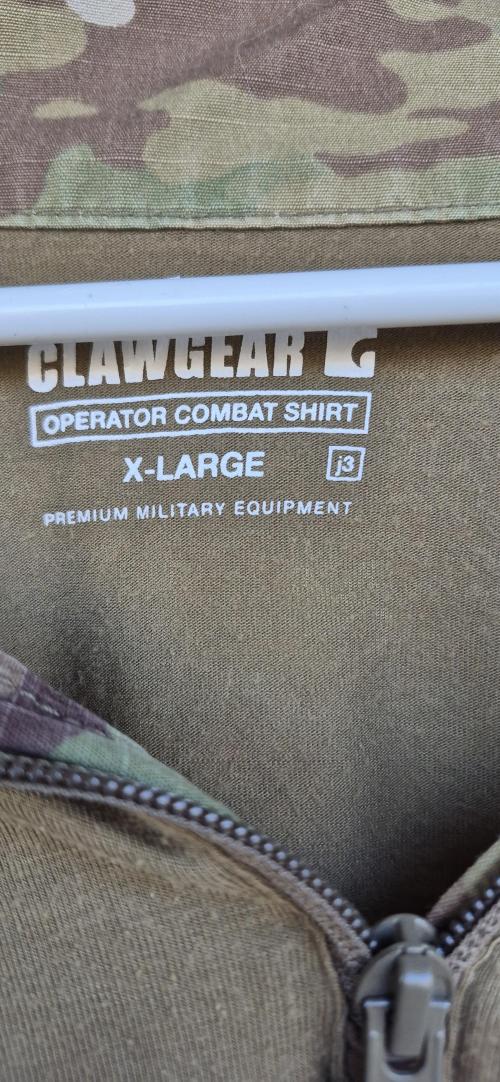 CLAWGEAR
OPERATOR COMBAT SHIRT
X-LARGE j3
PREMIUM MILITARY EQUIPMENT